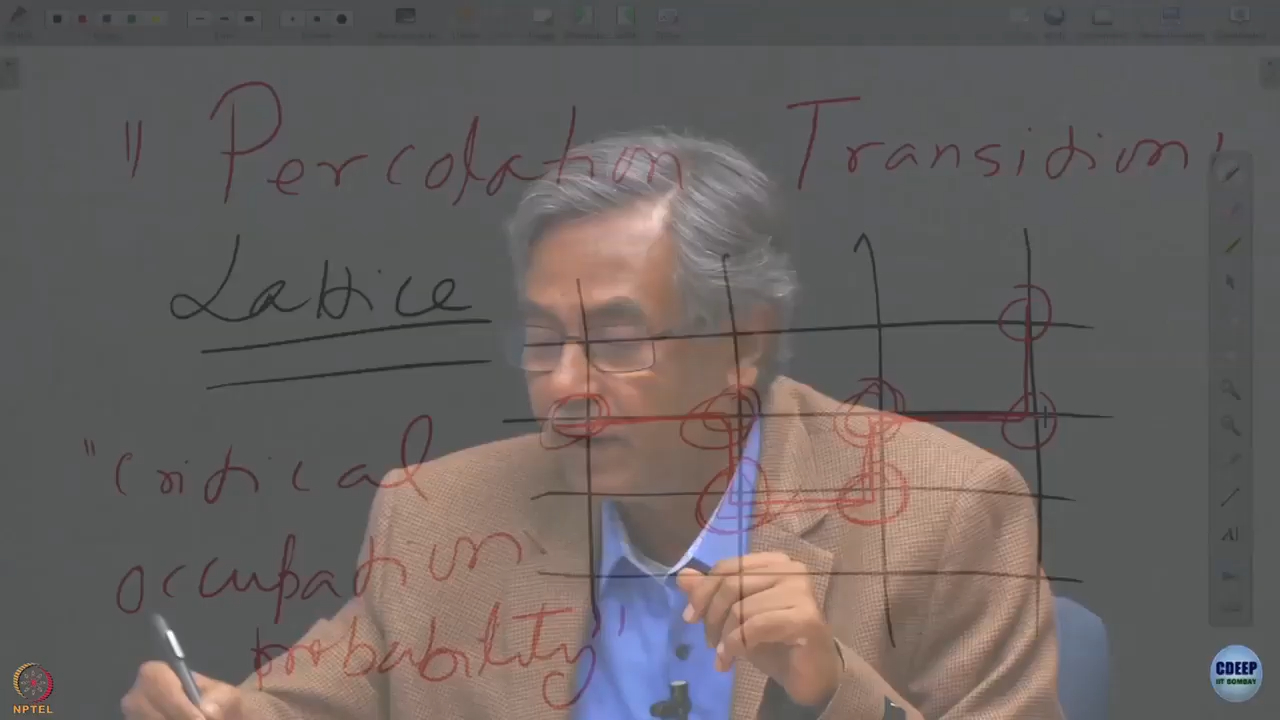 " Percolation Transition'
Lattice
"critical
occupation
probability"
NPTEL
CDEEP
IIT BOMBAY